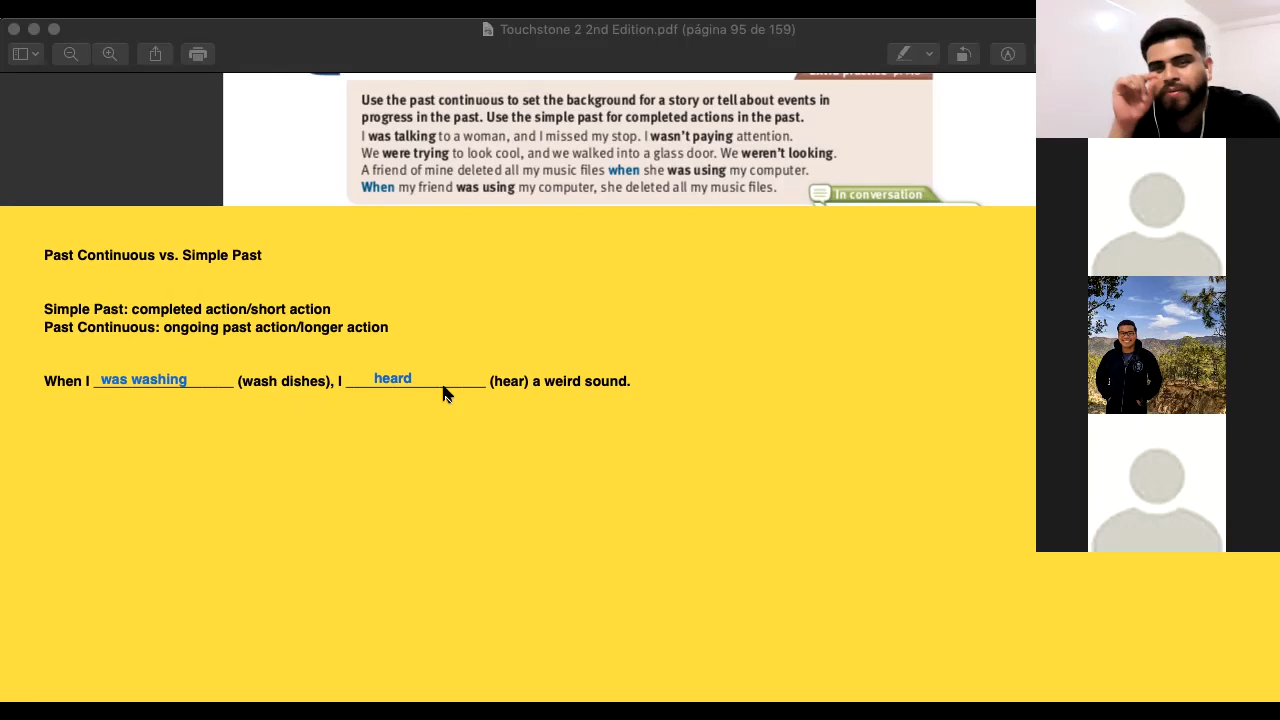 Touchstone 2 2nd Edition.pdf (página 95 de 159)
Use the past continuous to set the background for a story or tell about events in
progress in the past. Use the simple past for completed actions in the past.
I was talking to a woman, and I missed my stop. I wasn't paying attention.
We were trying to look cool, and we walked into a glass door. We weren't looking.
A friend of mine deleted all my music files when she was using my computer.
When my friend was using my computer, she deleted all my music files.
In conversation
Past Continuous vs. Simple Past
Simple Past: completed action/short action
Past Continuous: ongoing past action/longer action
When I was washing (wash dishes), I heard (hear) a weird sound.